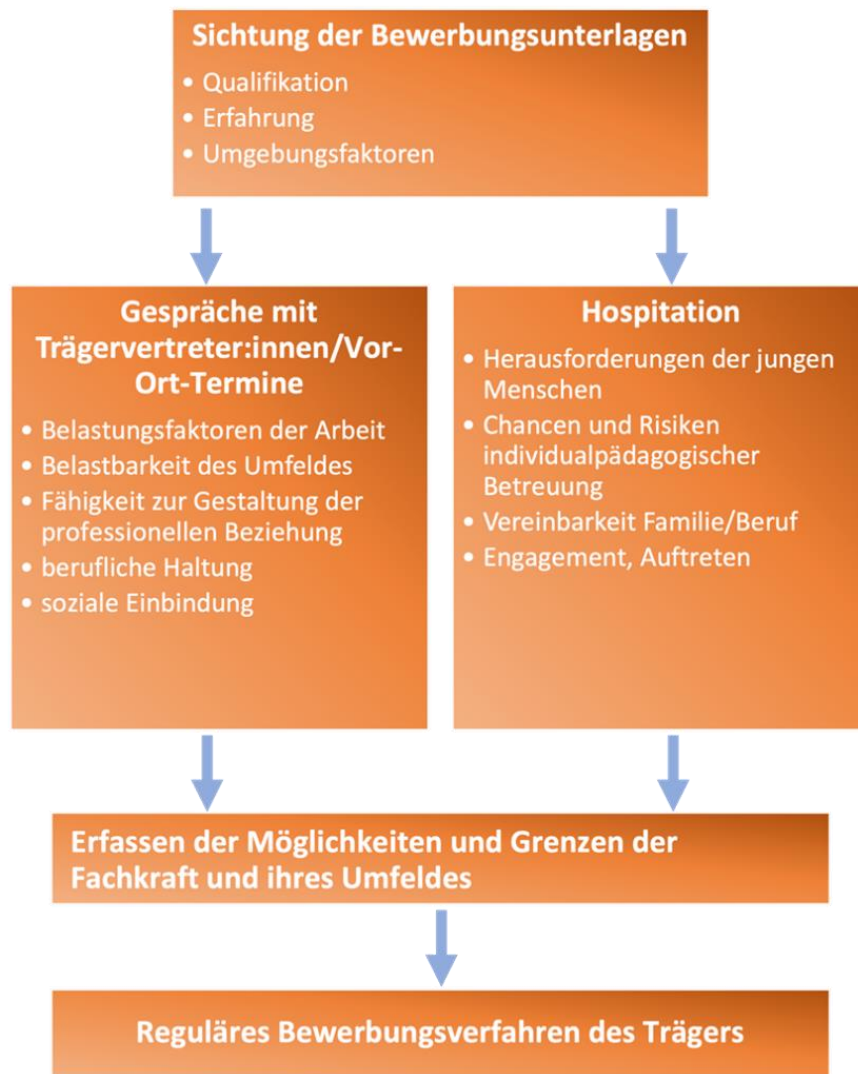 Sichtung der Bewerbungsunterlagen
• Qualifikation
• Erfahrung
• Umgebungsfaktoren
Gespräche mit
Trägervertreter:innen/Vor-
Ort-Termine
• Belastungsfaktoren der Arbeit
• Belastbarkeit des Umfeldes
• Fähigkeit zur Gestaltung der
professionellen Beziehung
• berufliche Haltung
• soziale Einbindung
Hospitation
• Herausforderungen der jungen
Menschen
• Chancen und Risiken
individualpädagogischer
Betreuung
• Vereinbarkeit Familie/Beruf
• Engagement, Auftreten
Erfassen der Möglichkeiten und Grenzen der
Fachkraft und ihres Umfeldes
Reguläres Bewerbungsverfahren des Trägers